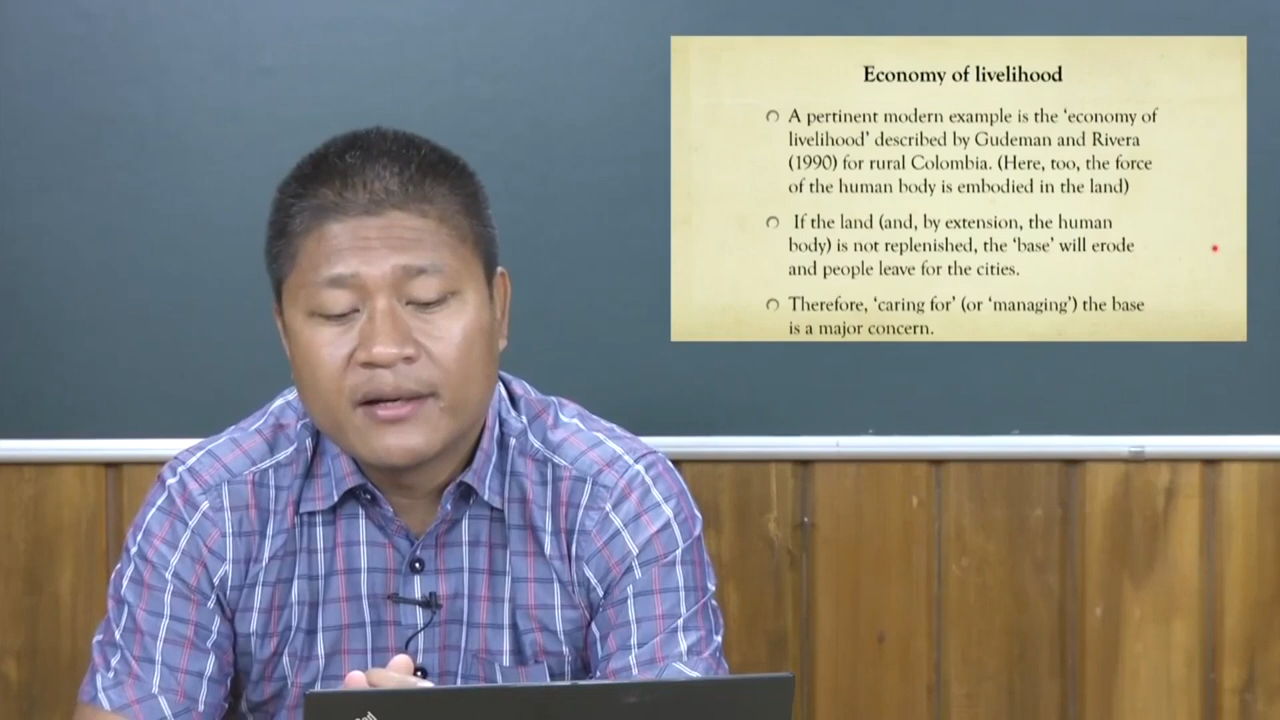 Economy of livelihood
A pertinent modern example is the ‘economy of
livelihood’ described by Gudeman and Rivera
(1990) for rural Colombia. (Here, too, the force
of the human body is embodied in the land)
If the land (and, by extension, the human
body) is not replenished, the ‘base’ will erode
and people leave for the cities.
Therefore, ‘caring for’ (or ‘managing’) the base
is a major concern.